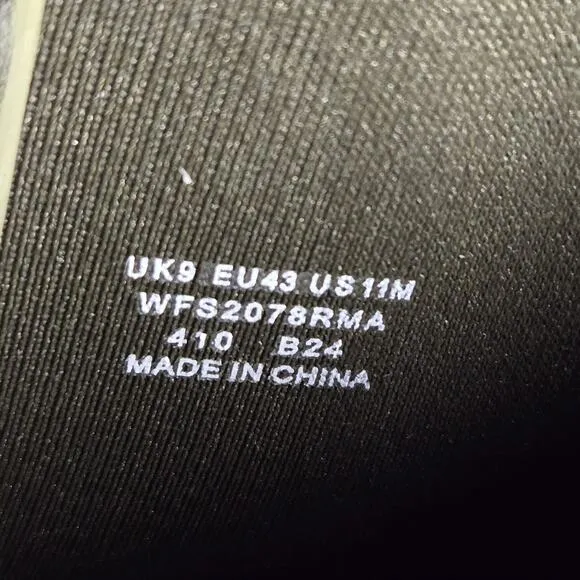 UK9 EU43 US11M
WFS2078RMA
410 B24
MADE IN CHINA